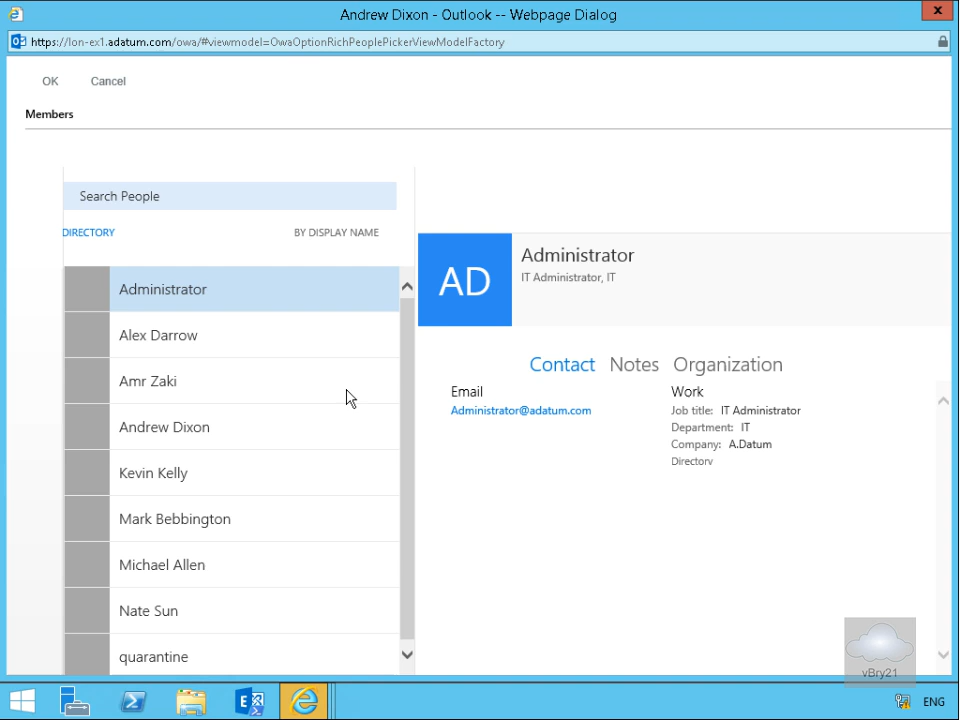 Andrew Dixon - Outlook -- Webpage Dialog
x
https://lon-ex1.adatum.com/owa/#viewmodel=OwaOptionRichPeoplePickerViewModelFactory
OK Cancel
Members
Search People
DIRECTORY BY DISPLAY NAME
Administrator
Alex Darrow
Amr Zaki
Andrew Dixon
Kevin Kelly
Mark Bebbington
Michael Allen
Nate Sun
quarantine
AD
Administrator
IT Administrator, IT
Contact Notes Organization
Email
Administrator@adatum.com
Work
Job title: IT Administrator
Department: IT
Company: A.Datum
Directory
vBry21
ENG